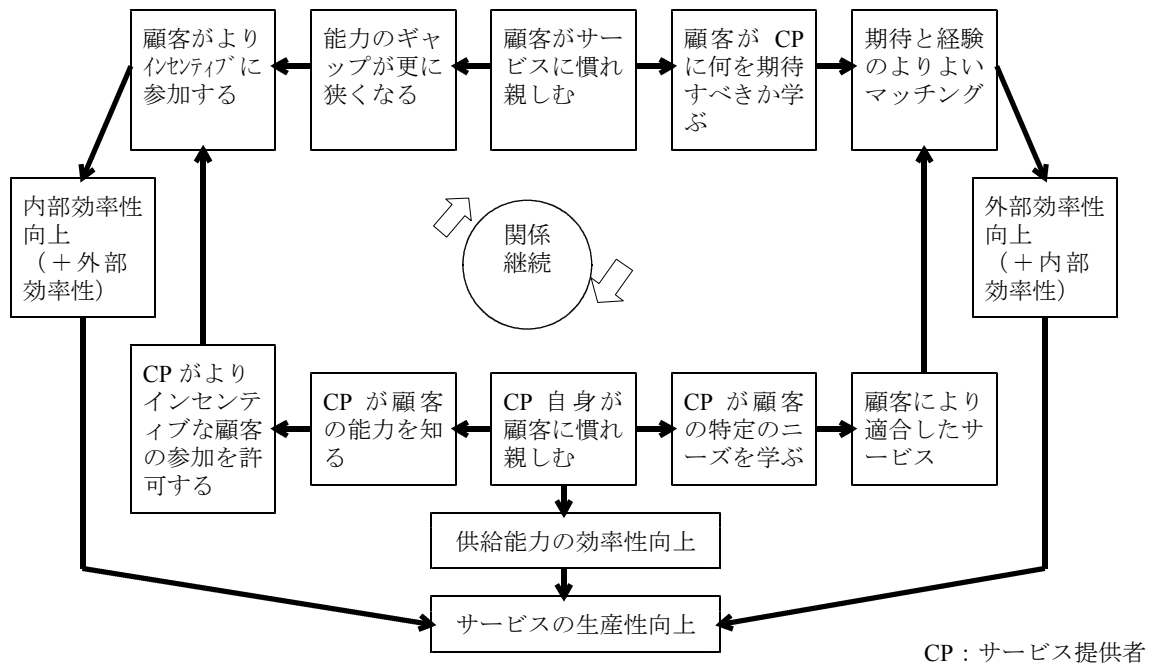 顧客がより
インセンティブに
参加する
能力のギャ
ップが更に
狭くなる
顧客がサー
ビスに慣れ
親しむ
顧客が CP
に何を期待
すべきか学
ぶ
期待と経験
のよりよい
マッチング
内部効率性
向上
（＋外部
効率性）
関係
継続
外部効率性
向上
（＋内部
効率性）
CP がより
インセンテ
ィブな顧客
の参加を許
可する
CP が顧客
の能力を知
る
CP 自身が
顧客に慣れ
親しむ
CP が顧客
の特定のニ
ーズを学ぶ
顧客により
適合したサ
ービス
供給能力の効率性向上
サービスの生産性向上
CP：サービス提供者